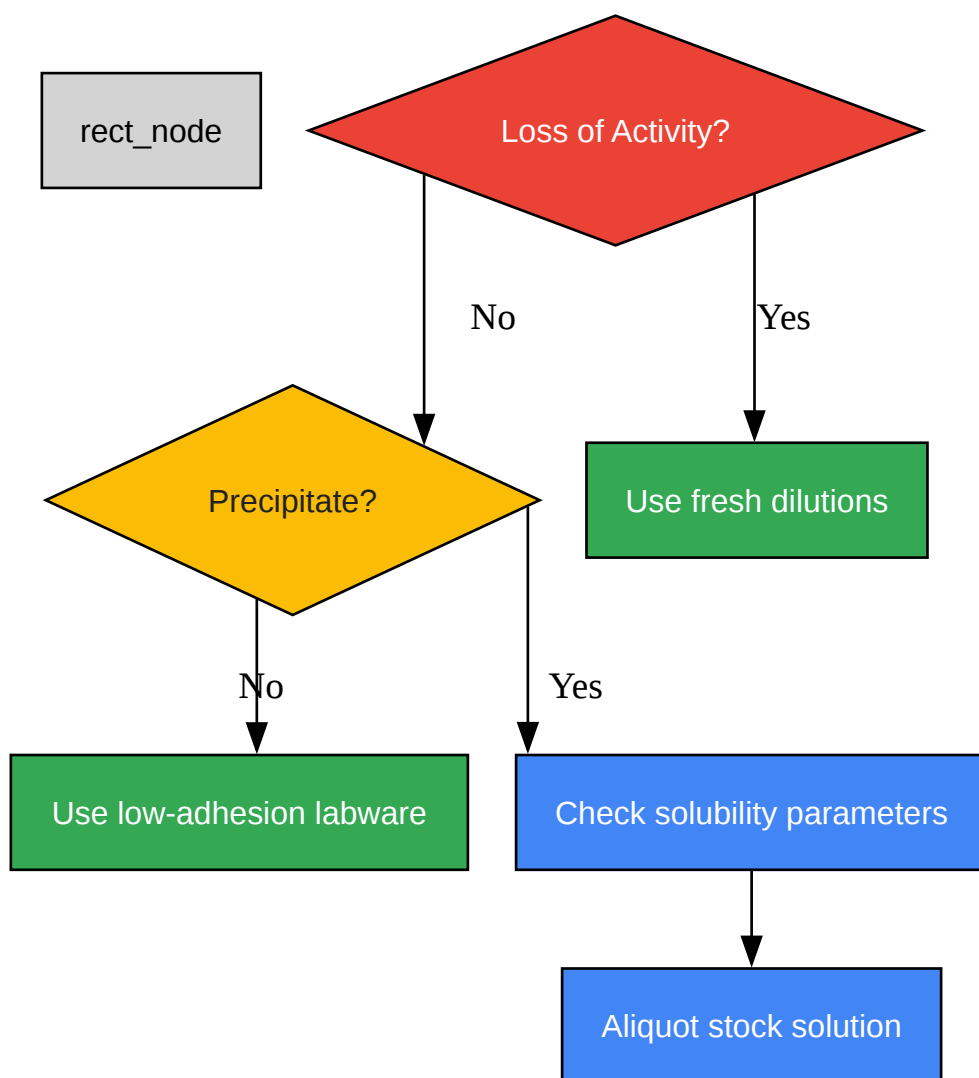 rect_node
Loss of Activity?
No
Yes
Precipitate?
Use fresh dilutions
No
Yes
Use low-adhesion labware
Check solubility parameters
Aliquot stock solution